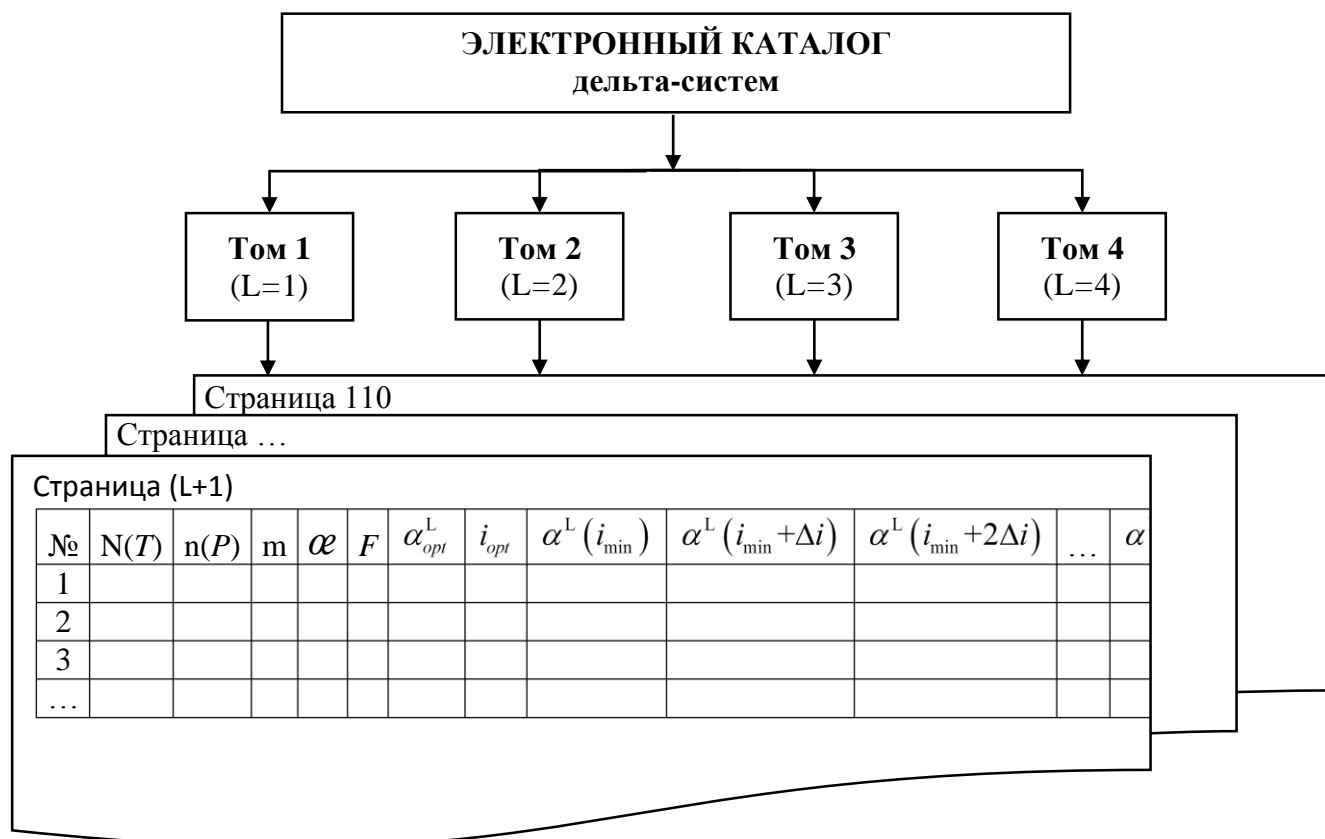 ЭЛЕКТРОННЫЙ КАТАЛОГ
дельта-систем
Том 1
(L=1)
Том 2
(L=2)
Том 3
(L=3)
Том 4
(L=4)
Страница 110
Страница …
Страница (L+1)
№ N(T) n(P) m œ F α^L_opt i_opt α^L(i_min) α^L(i_min+Δi) α^L(i_min+2Δi) … α
1
2
3
…